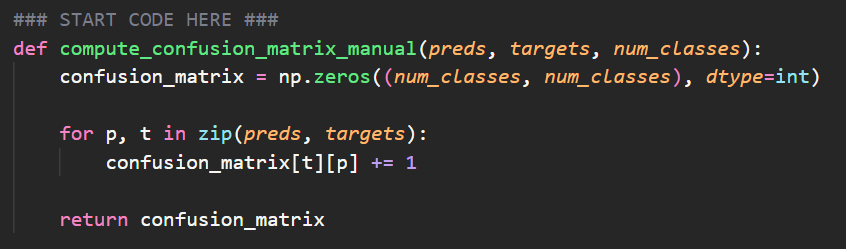 ### START CODE HERE ###
def compute_confusion_matrix_manual(preds, targets, num_classes):
    confusion_matrix = np.zeros((num_classes, num_classes), dtype=int)

    for p, t in zip(preds, targets):
        confusion_matrix[t][p] += 1

    return confusion_matrix